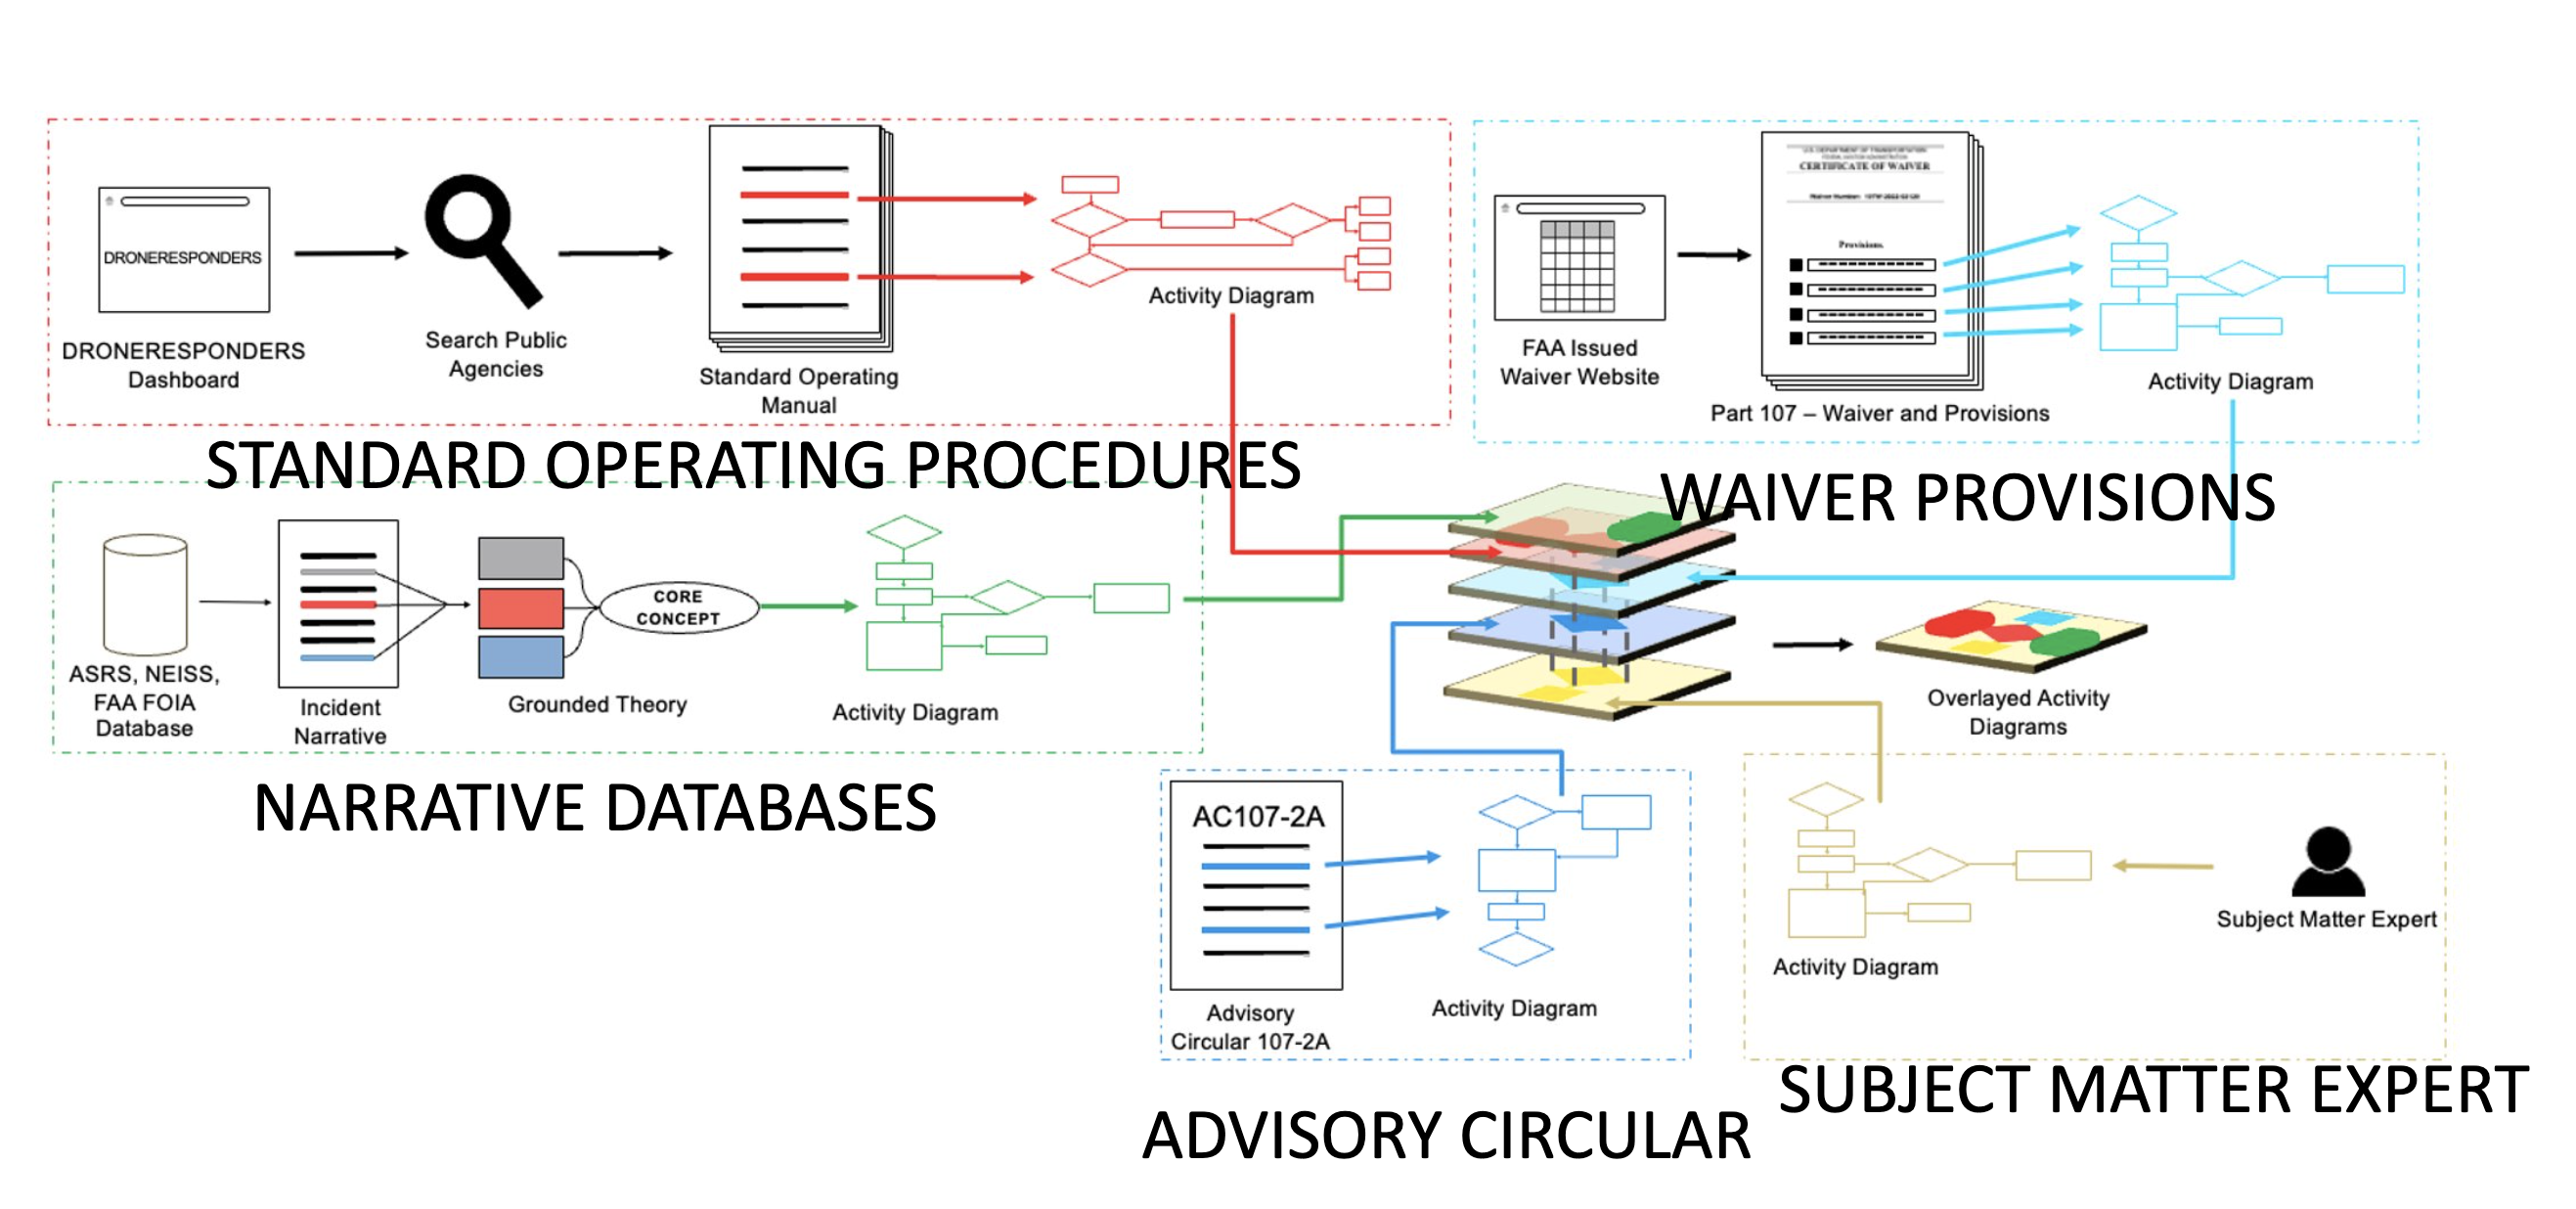 DRONERESPONDERS
DRONERESPONDERS
Dashboard
Search Public
Agencies
Standard Operating
Manual
Activity Diagram
STANDARD OPERATING PROCEDURES
CERTIFICATE OF WAIVER
Waiver Number
Provisions.
FAA Issued
Waiver Website
Part 107 – Waiver and Provisions
Activity Diagram
WAIVER PROVISIONS
ASRS, NEISS,
FAA FOIA
Database
Incident
Narrative
Grounded Theory
CORE
CONCEPT
Activity Diagram
NARRATIVE DATABASES
Overlayed Activity
Diagrams
AC107-2A
Advisory
Circular 107-2A
Activity Diagram
ADVISORY CIRCULAR
Activity Diagram
Subject Matter Expert
SUBJECT MATTER EXPERT